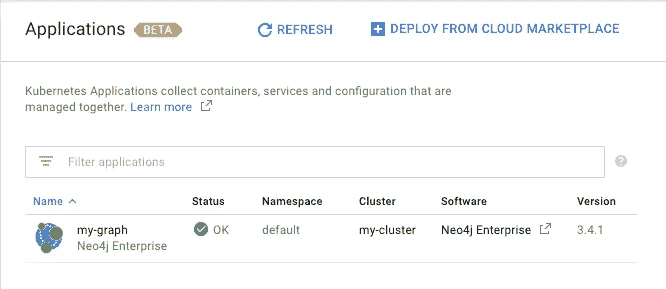 Applications BETA REFRESH DEPLOY FROM CLOUD MARKETPLACE
Kubernetes Applications collect containers, services and configuration that are
managed together. Learn more
Filter applications
Name Status Namespace Cluster Software Version
my-graph OK default my-cluster Neo4j Enterprise 3.4.1
Neo4j Enterprise